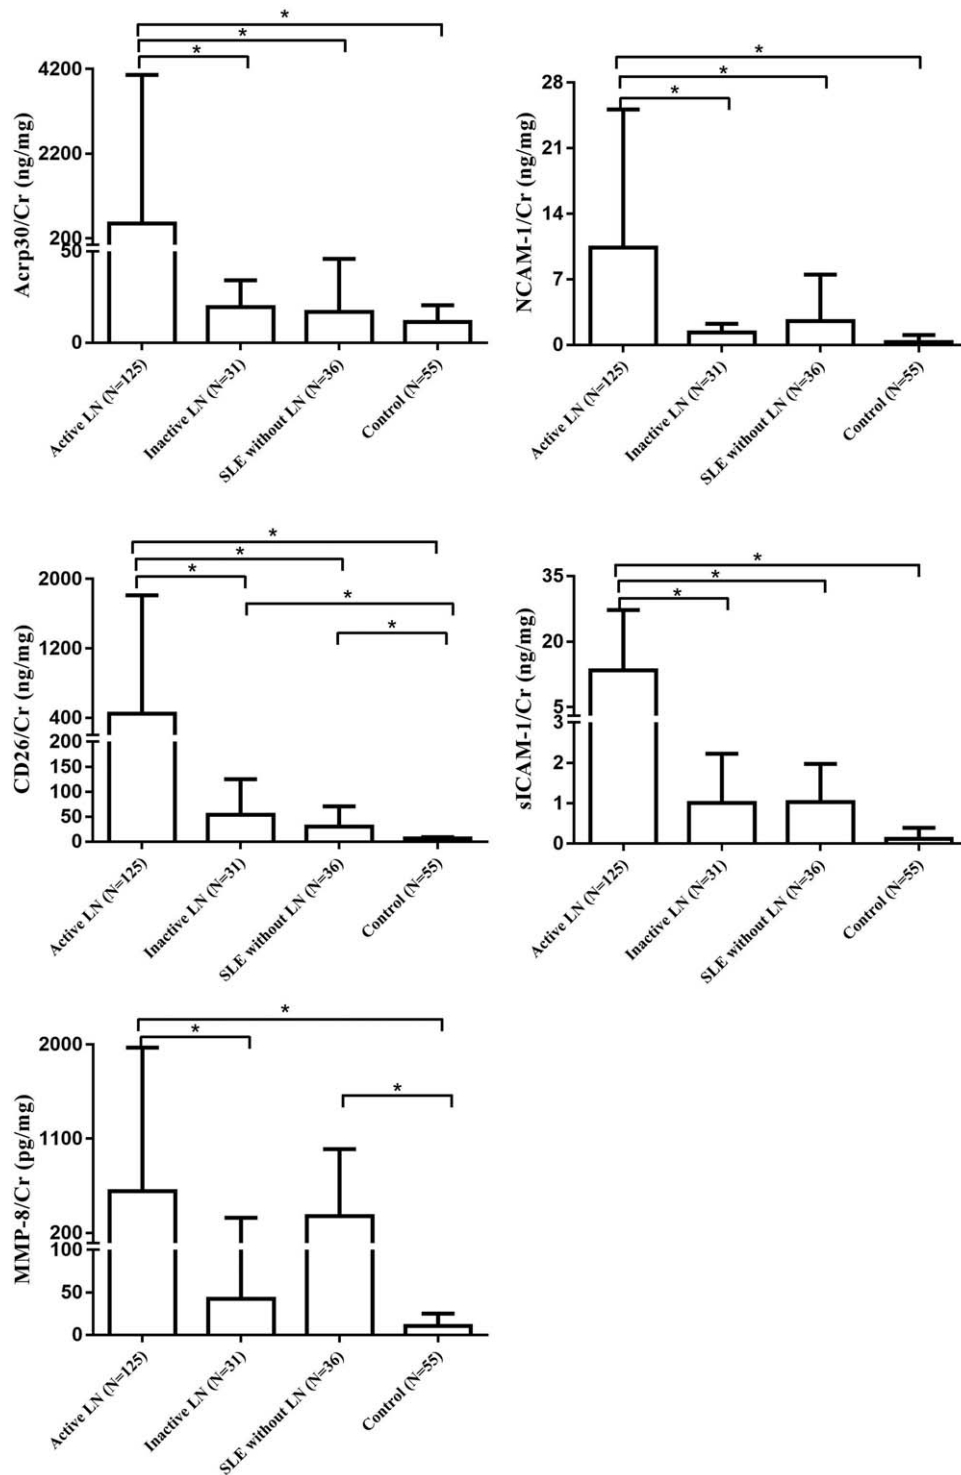 *
*
*
4200
2200
200
50
0
Acrp30/Cr (ng/mg)
Active LN (N=125)
Inactive LN (N=31)
SLE without LN (N=36)
Control (N=55)
*
*
*
28
21
14
7
0
NCAM-1/Cr (ng/mg)
Active LN (N=125)
Inactive LN (N=31)
SLE without LN (N=36)
Control (N=55)
*
*
*
*
*
2000
1200
400
200
150
100
50
0
CD26/Cr (ng/mg)
Active LN (N=125)
Inactive LN (N=31)
SLE without LN (N=36)
Control (N=55)
*
*
*
35
20
5
3
2
1
0
sICAM-1/Cr (ng/mg)
Active LN (N=125)
Inactive LN (N=31)
SLE without LN (N=36)
Control (N=55)
*
*
*
2000
1100
200
100
50
0
MMP-8/Cr (pg/mg)
Active LN (N=125)
Inactive LN (N=31)
SLE without LN (N=36)
Control (N=55)